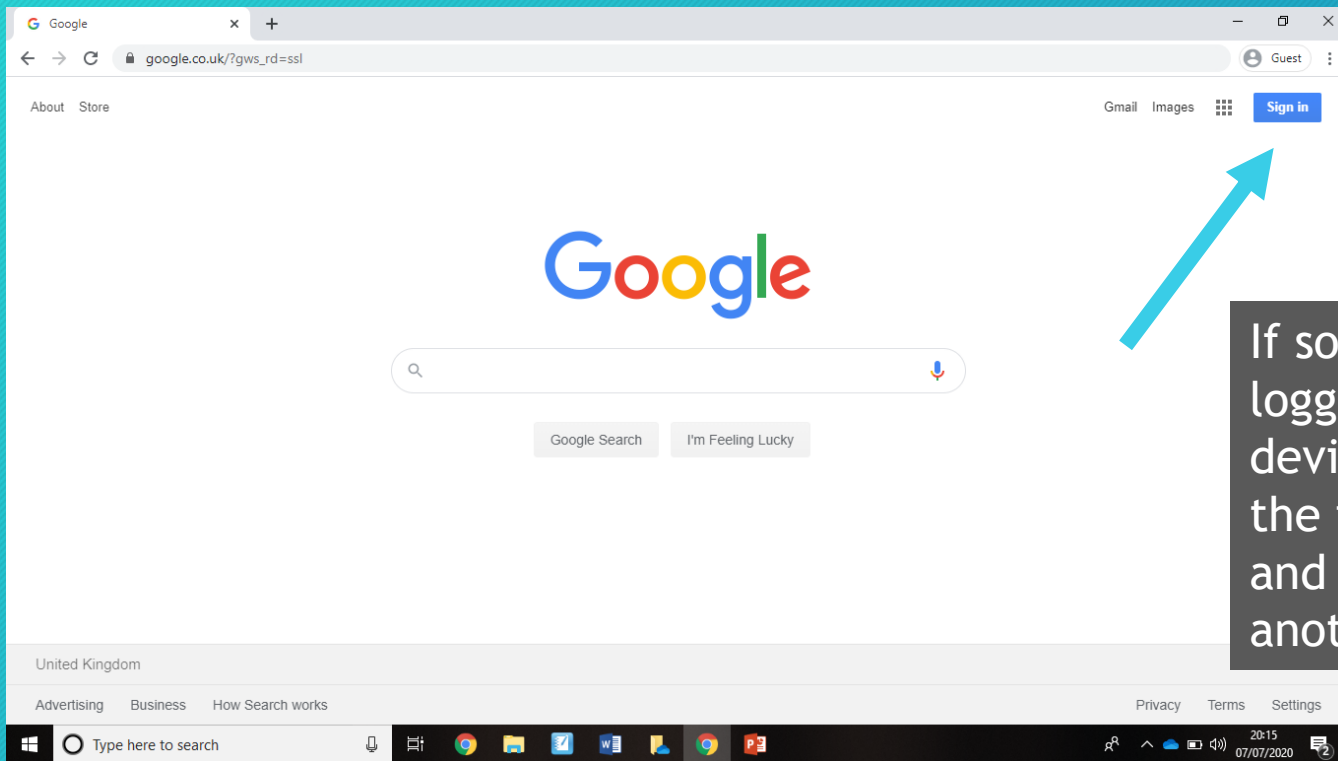 Google
google.co.uk/?gws_rd=ssl
Guest
About Store
Gmail Images Sign in
Google
Google Search I'm Feeling Lucky
If so
logg
devi
the
and
anot
United Kingdom
Advertising Business How Search works
Privacy Terms Settings
Type here to search
20:15
07/07/2020
2